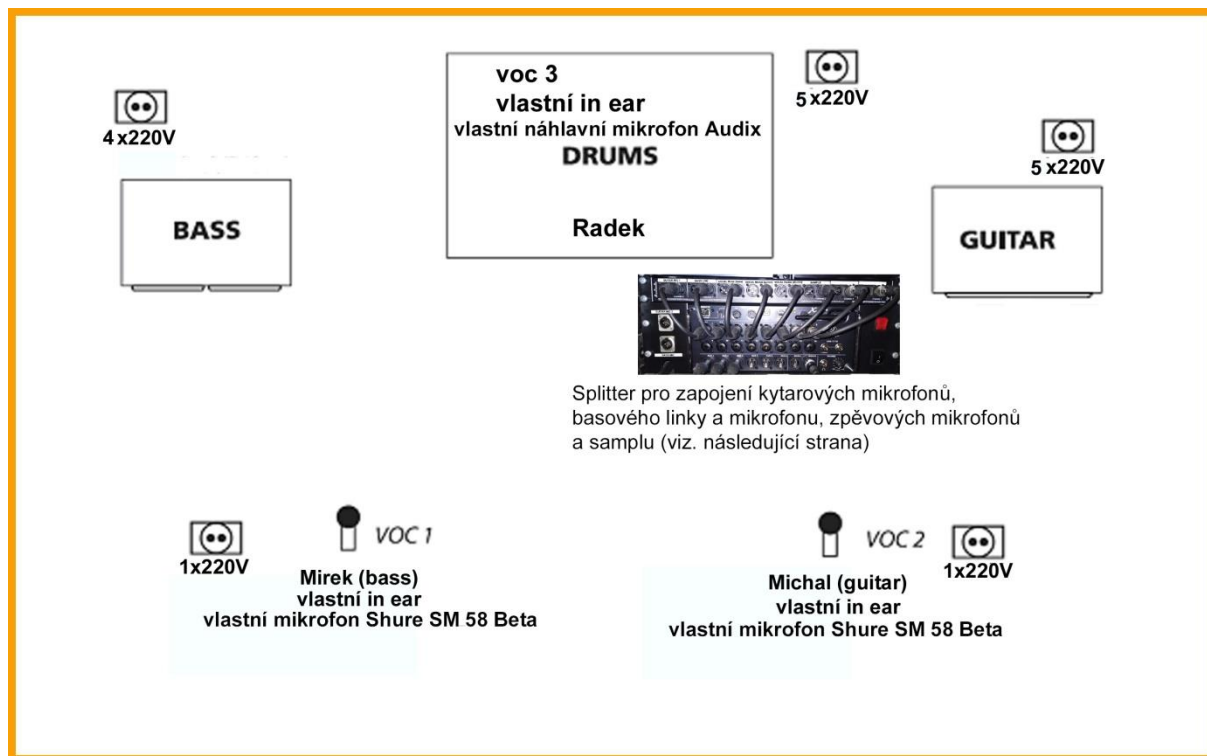 voc 3
vlastní in ear
vlastní náhlavní mikrofon Audix
DRUMS
Radek
5x220V
4x220V
5x220V
BASS
GUITAR
Splitter pro zapojení kytarových mikrofonů,
basového linky a mikrofonu, zpěvových mikrofonů
a samplu (viz. následující strana)
VOC 1
1x220V
Mirek (bass)
vlastní in ear
vlastní mikrofon Shure SM 58 Beta
VOC 2
1x220V
Michal (guitar)
vlastní in ear
vlastní mikrofon Shure SM 58 Beta